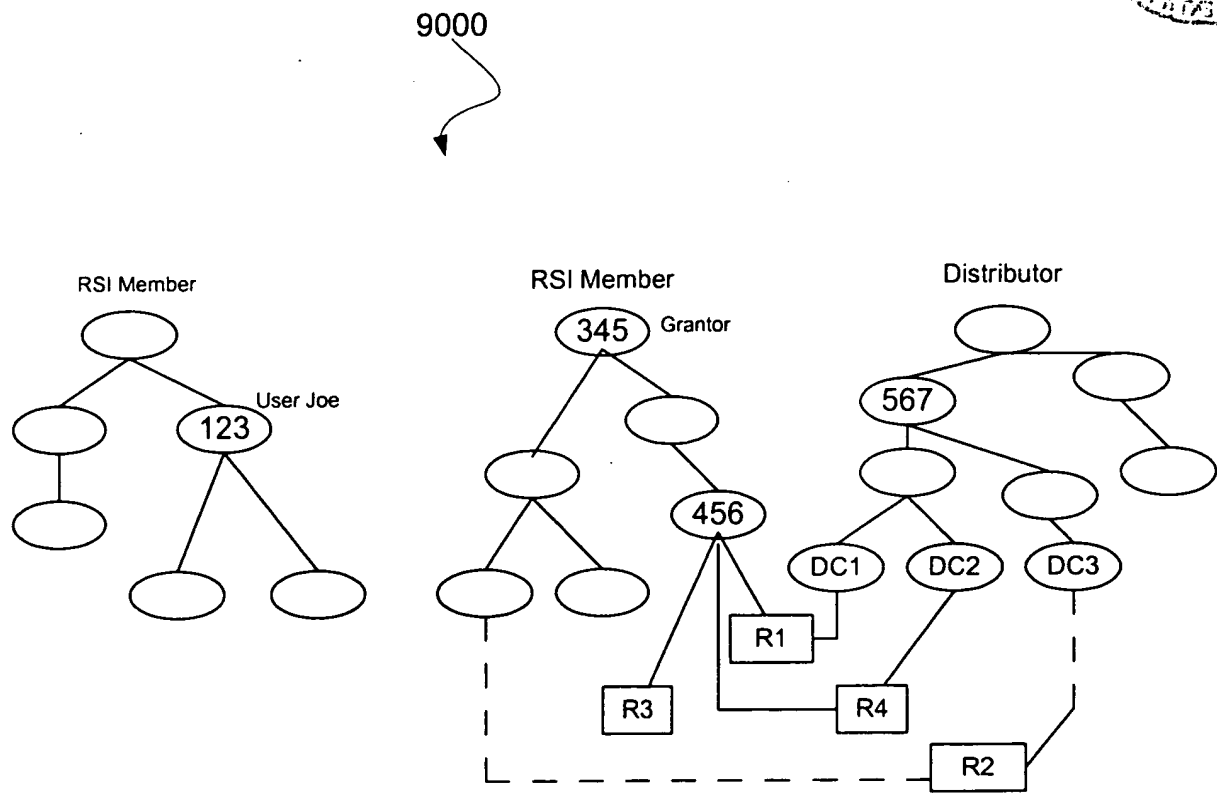 9000
RSI Member
RSI Member
Distributor
345
Grantor
User Joe
123
567
456
DC1
DC2
DC3
R1
R3
R4
R2